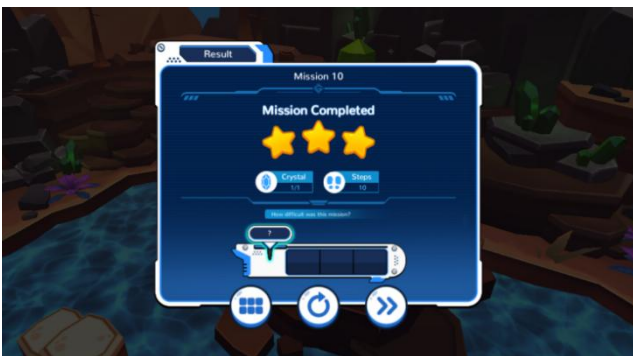 Result
Mission 10
Mission Completed
Crystal
1/1
Steps
10
How difficult was this mission?
?